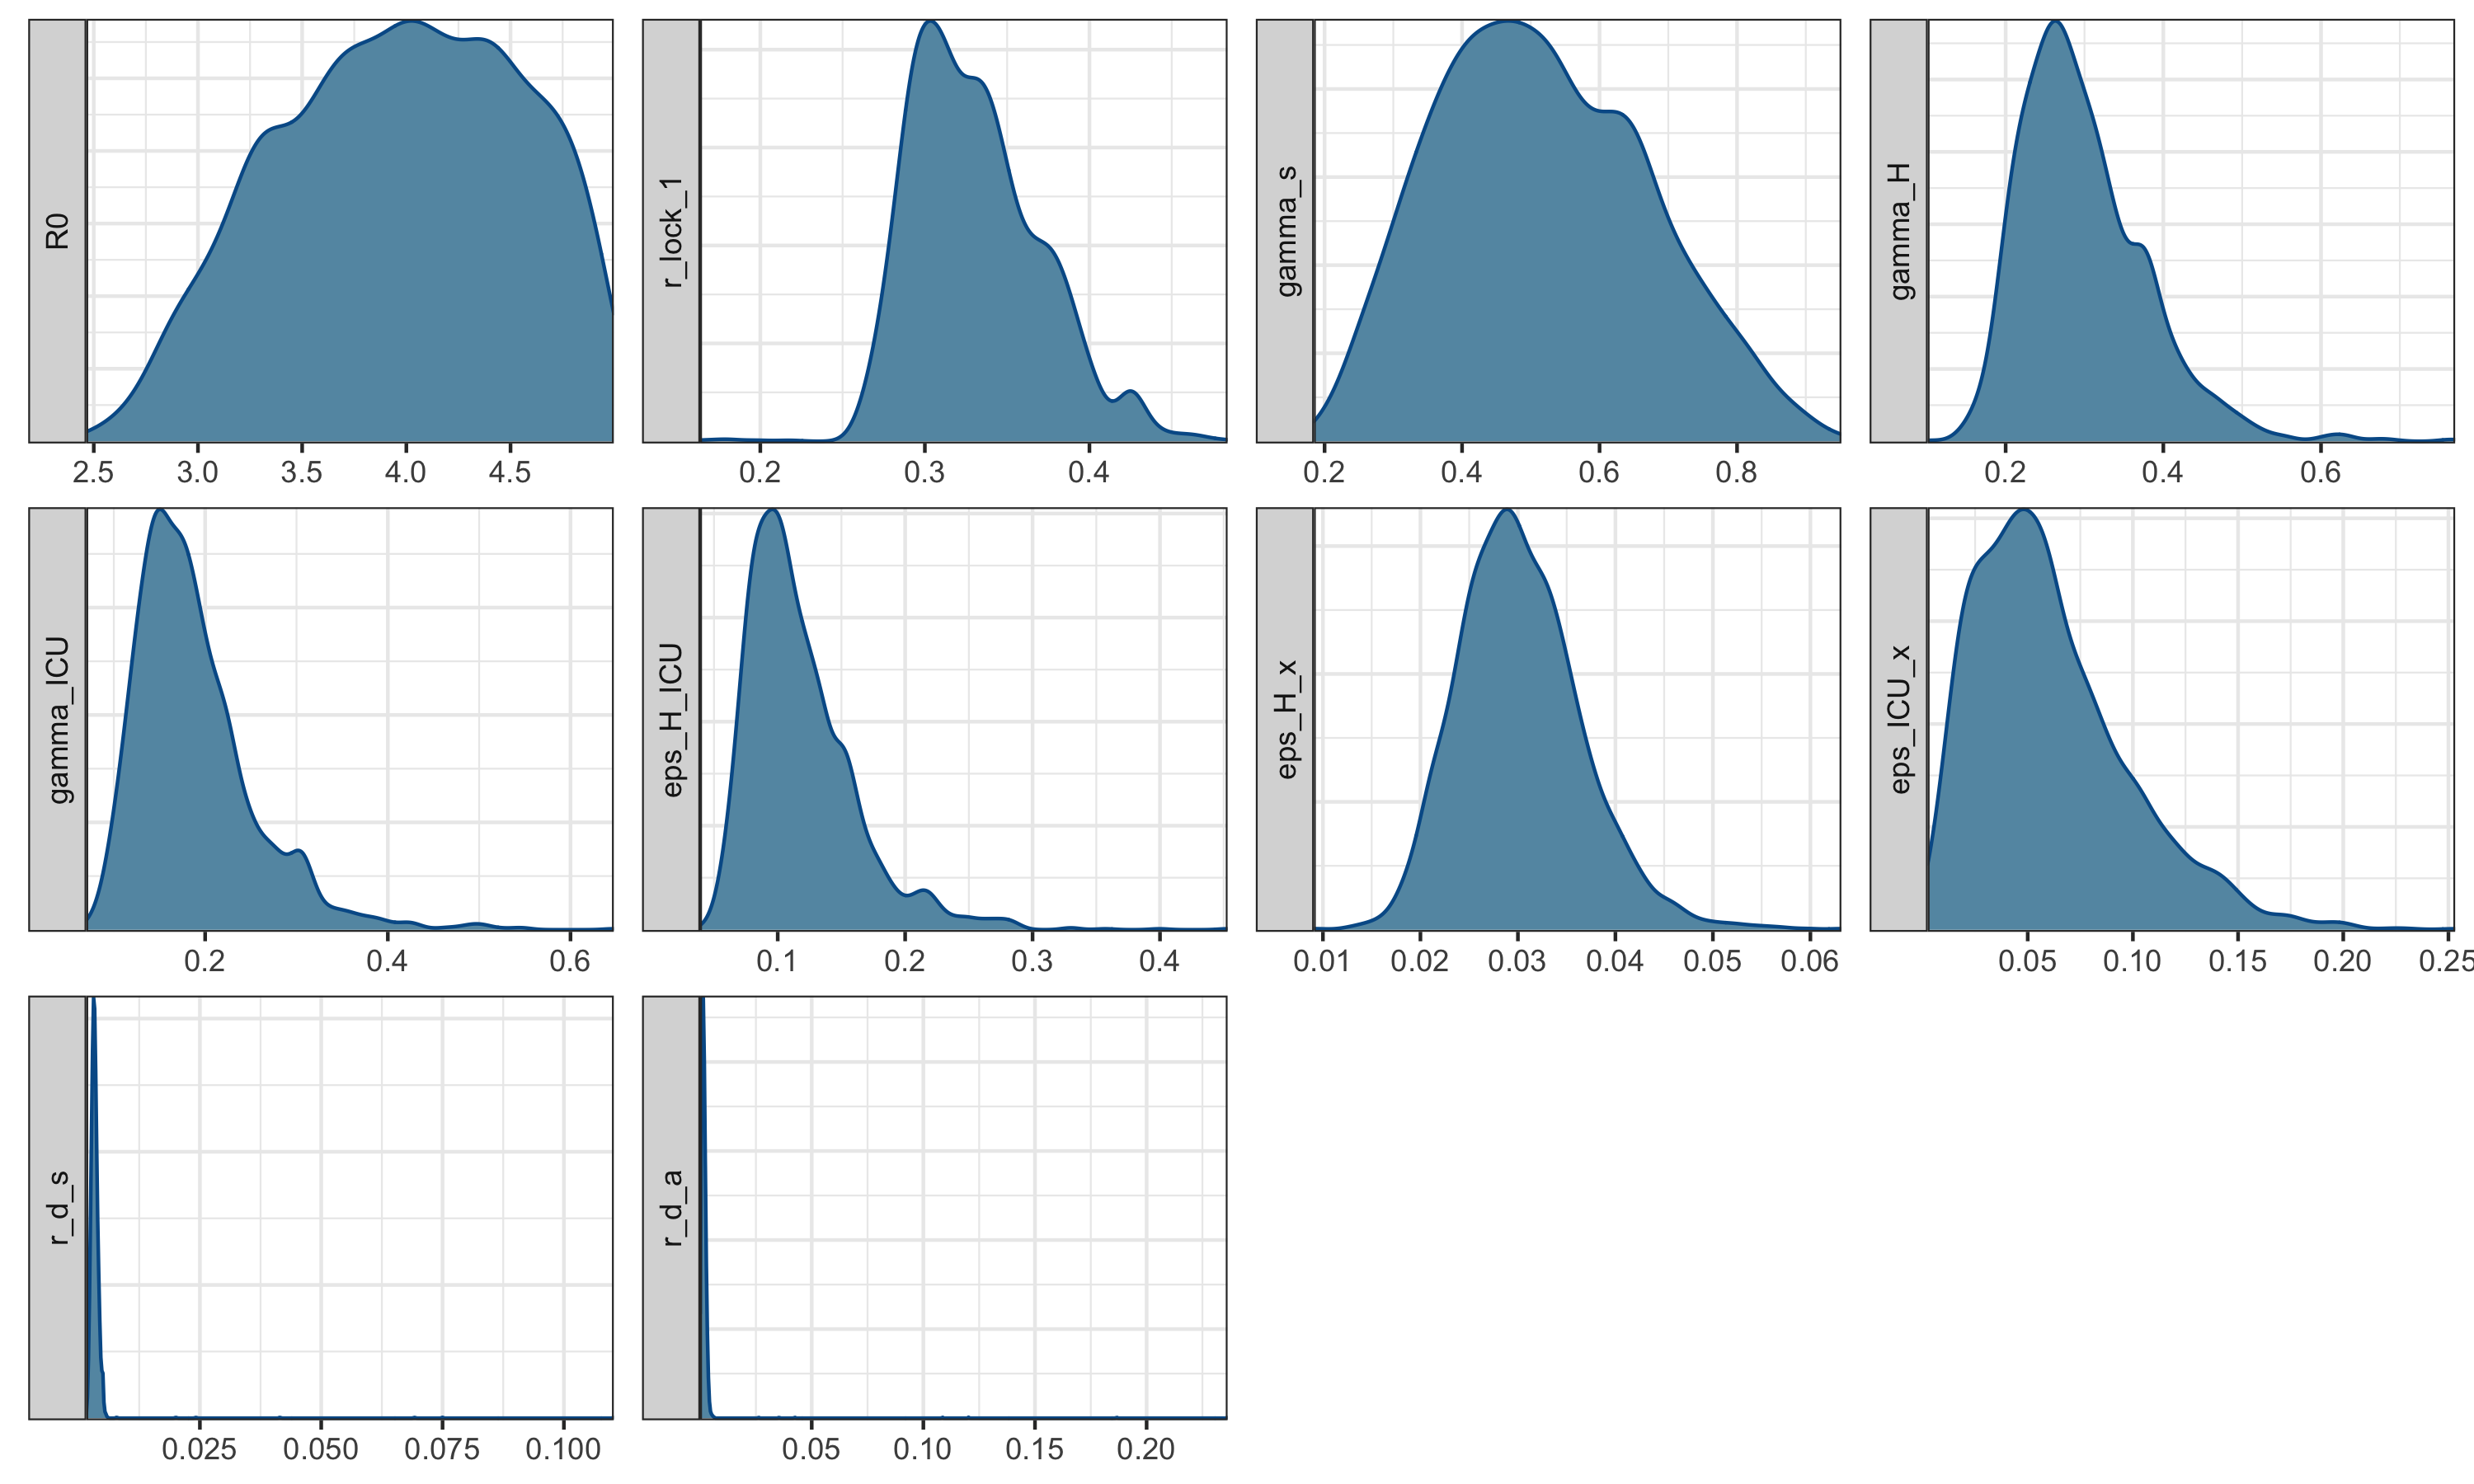 R0
2.5 3.0 3.5 4.0 4.5
r_lock_1
0.2 0.3 0.4
gamma_s
0.2 0.4 0.6 0.8
gamma_H
0.2 0.4 0.6
gamma_ICU
0.2 0.4 0.6
eps_H_ICU
0.1 0.2 0.3 0.4
eps_H_x
0.01 0.02 0.03 0.04 0.05 0.06
eps_ICU_x
0.05 0.10 0.15 0.20 0.25
r_d_s
0.025 0.050 0.075 0.100
r_d_a
0.05 0.10 0.15 0.20